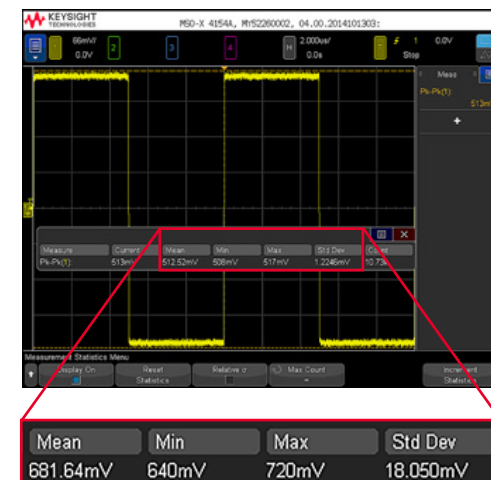 KEYSIGHT
TECHNOLOGIES
MSO-X 4154A, MY52260002, 04.00.2014101303:
1 66mV/ 2 3 4 H 2.000us/ 1 0.0V
0.0V 0.0s Stop
Meas
Pk-Pk(1):
513m
+
Measure Current Mean Min Max Std Dev Count
Pk-Pk(1): 513mV 512.52mV 508mV 517mV 1.2246mV 10.73k
Measurement Statistics Menu
Display On Reset Statistics Relative σ Max Count Increment Statistics
Mean Min Max Std Dev
681.64mV 640mV 720mV 18.050mV